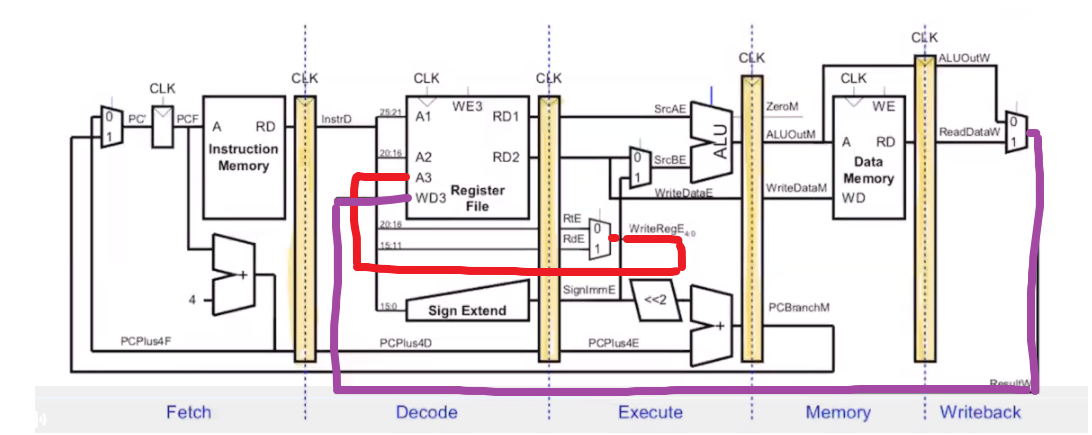 CLK
ALUOutW
CLK
CLK
CLK
CLK
CLK
CLK
WE3
WE
0
1
PC'
PCF
A
RD
Instruction
Memory
InstrD
25:21
A1
RD1
SrcAE
ALU
ZeroM
ALUOutM
0
1
ReadDataW
20:16
A2
RD2
0
1
SrcBE
A
RD
Data
Memory
A3
WD3
Register
File
WriteDataE
WriteDataM
WD
20:16
RtE
0
WriteRegE4:0
15:11
RdE
1
+
4
15:0
Sign Extend
SignImmE
<<2
PCBranchM
+
PCPlus4F
PCPlus4D
PCPlus4E
ResultW
Fetch
Decode
Execute
Memory
Writeback